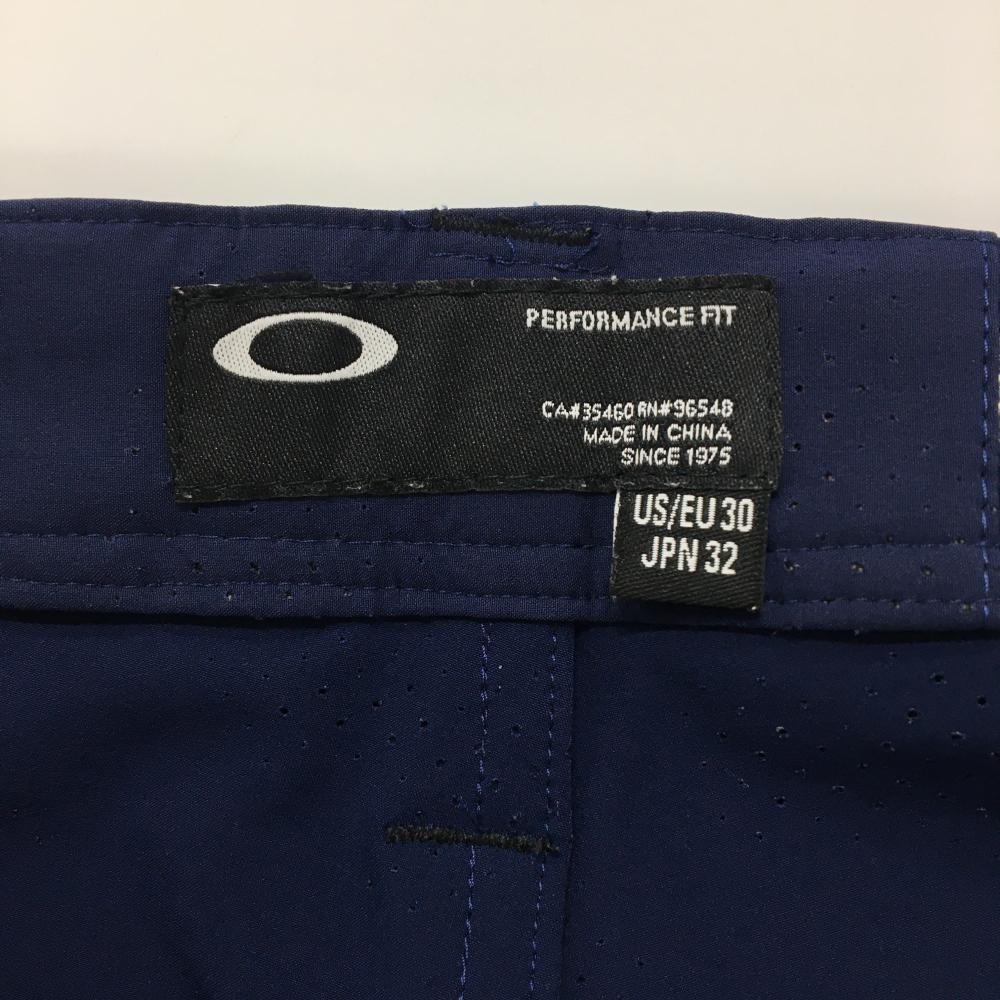 PERFORMANCE FIT
CA#35460 RN#96548
MADE IN CHINA
SINCE 1975
US/EU 30
JPN 32